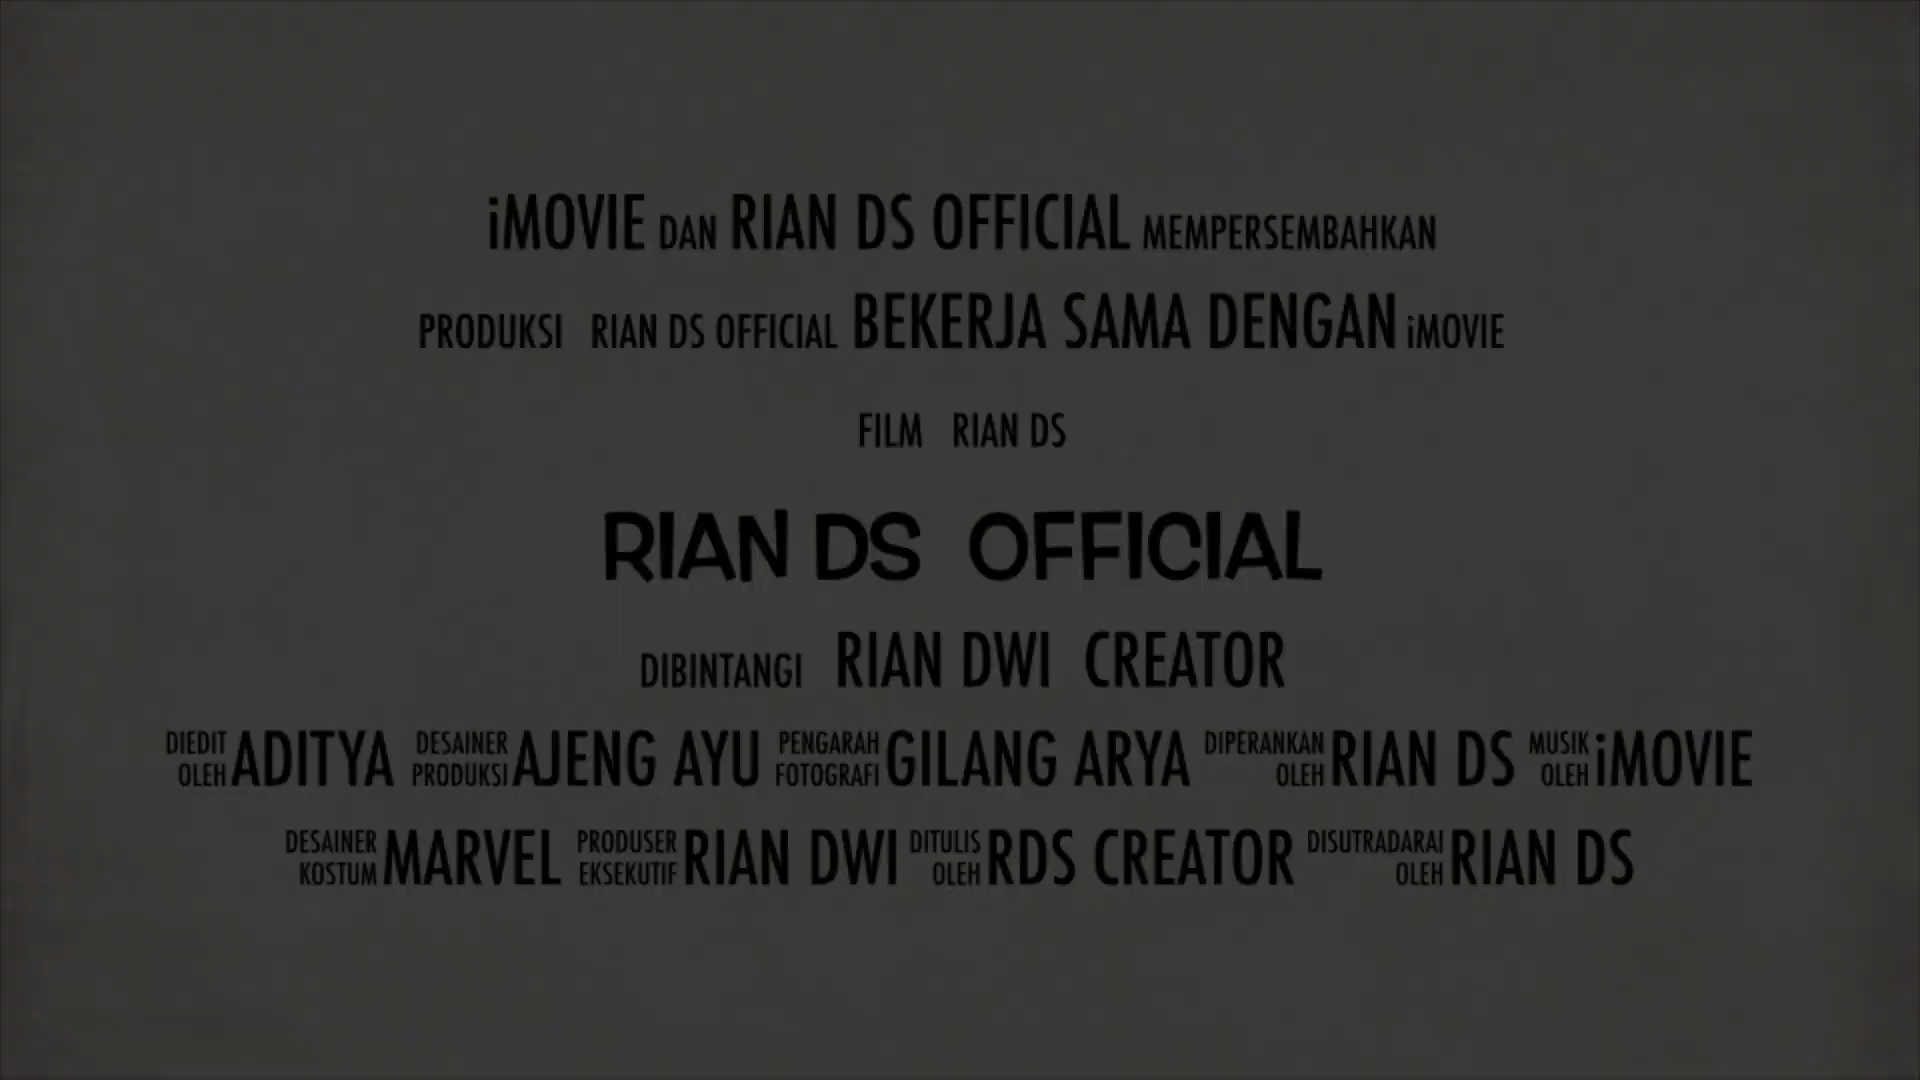 iMOVIE DAN RIAN DS OFFICIAL MEMPERSEMBAHKAN
PRODUKSI RIAN DS OFFICIAL BEKERJA SAMA DENGAN iMOVIE
FILM RIAN DS
RIAN DS OFFICIAL
DIBINTANGI RIAN DWI CREATOR
DIEDIT OLEH ADITYA DESAINER PRODUKSI AJENG AYU PENGARAH FOTOGRAFI GILANG ARYA DIPERANKAN OLEH RIAN DS MUSIK OLEH iMOVIE
DESAINER KOSTUM MARVEL PRODUSER EKSEKUTIF RIAN DWI DITULIS OLEH RDS CREATOR DISUTRADARAI OLEH RIAN DS